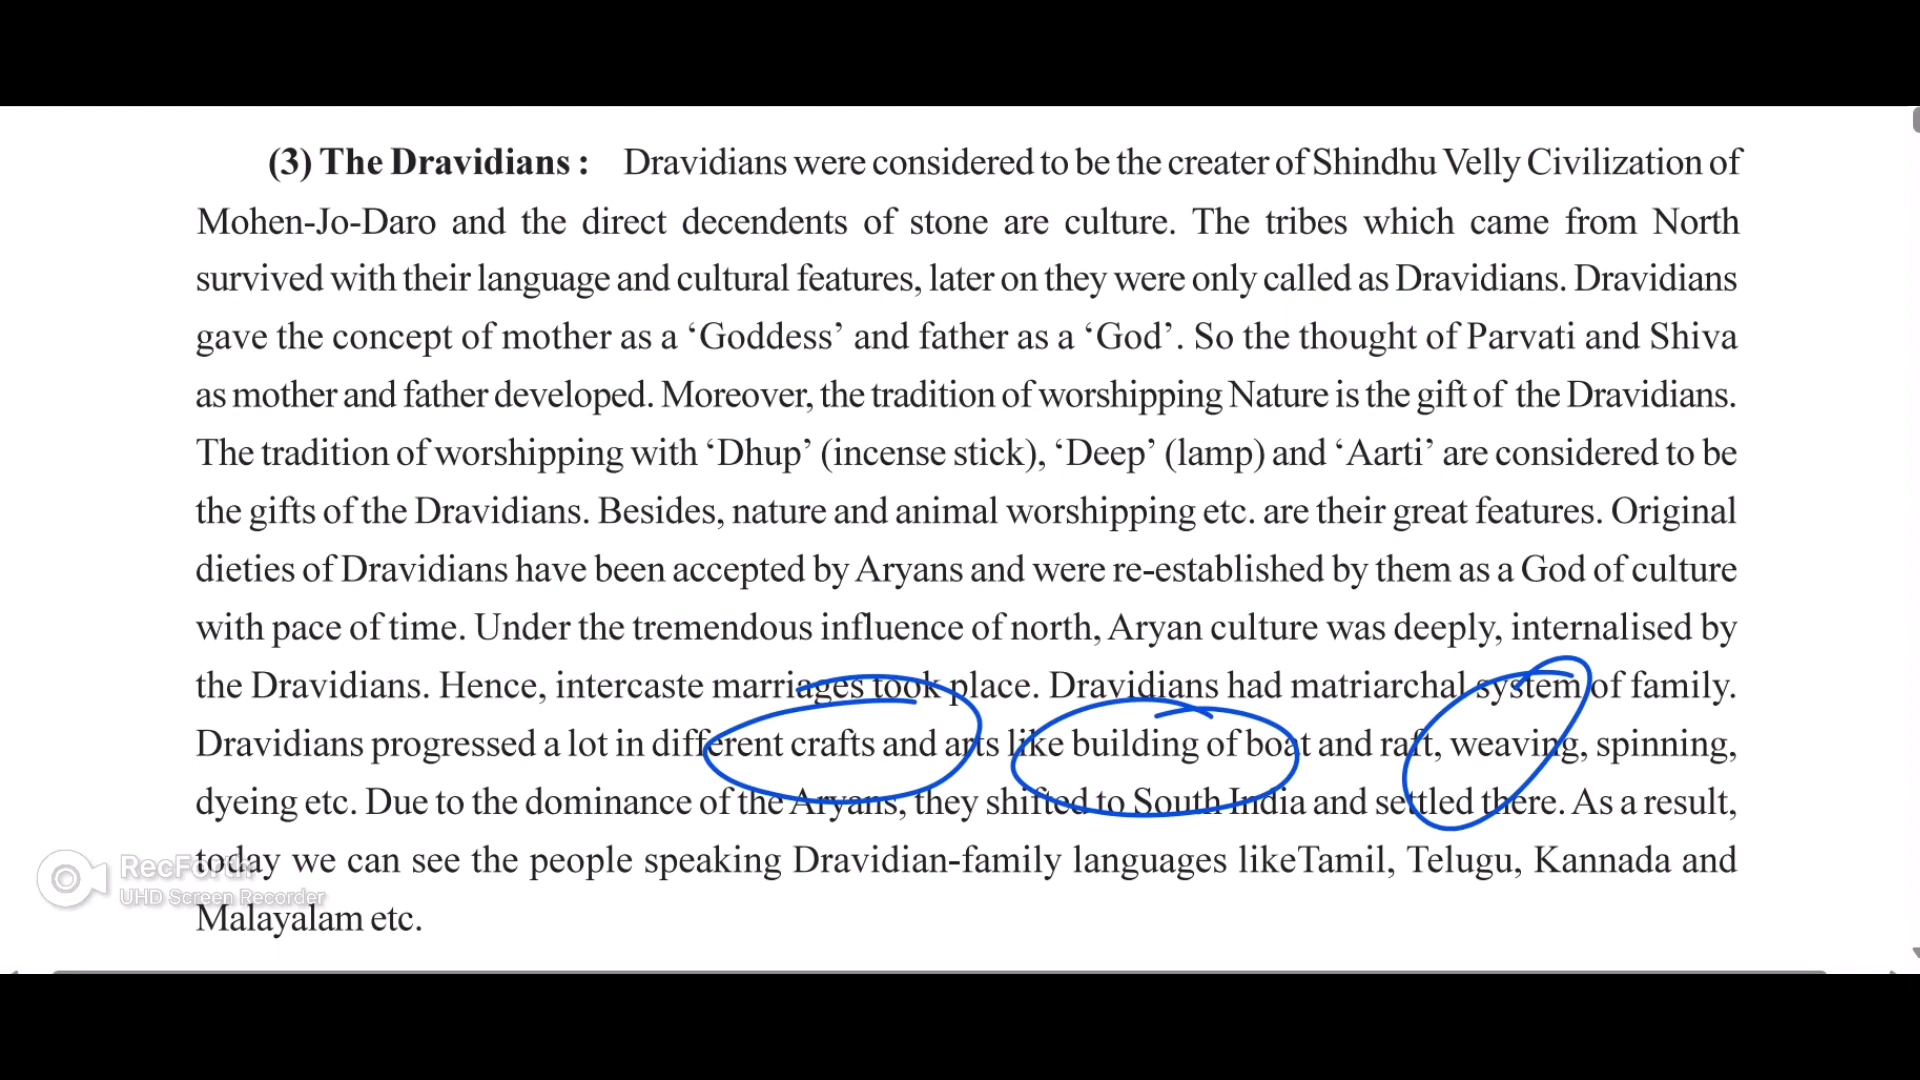 (3) The Dravidians : Dravidians were considered to be the creater of Shindhu Velly Civilization of
Mohen-Jo-Daro and the direct decendents of stone are culture. The tribes which came from North
survived with their language and cultural features, later on they were only called as Dravidians. Dravidians
gave the concept of mother as a ‘Goddess’ and father as a ‘God’. So the thought of Parvati and Shiva
as mother and father developed. Moreover, the tradition of worshipping Nature is the gift of the Dravidians.
The tradition of worshipping with ‘Dhup’ (incense stick), ‘Deep’ (lamp) and ‘Aarti’ are considered to be
the gifts of the Dravidians. Besides, nature and animal worshipping etc. are their great features. Original
dieties of Dravidians have been accepted by Aryans and were re-established by them as a God of culture
with pace of time. Under the tremendous influence of north, Aryan culture was deeply, internalised by
the Dravidians. Hence, intercaste marriages took place. Dravidians had matriarchal system of family.
Dravidians progressed a lot in different crafts and arts like building of boat and raft, weaving, spinning,
dyeing etc. Due to the dominance of the Aryans, they shifted to South India and settled there. As a result,
today we can see the people speaking Dravidian-family languages likeTamil, Telugu, Kannada and
Malayalam etc.
RecForth
UHD Screen Recorder